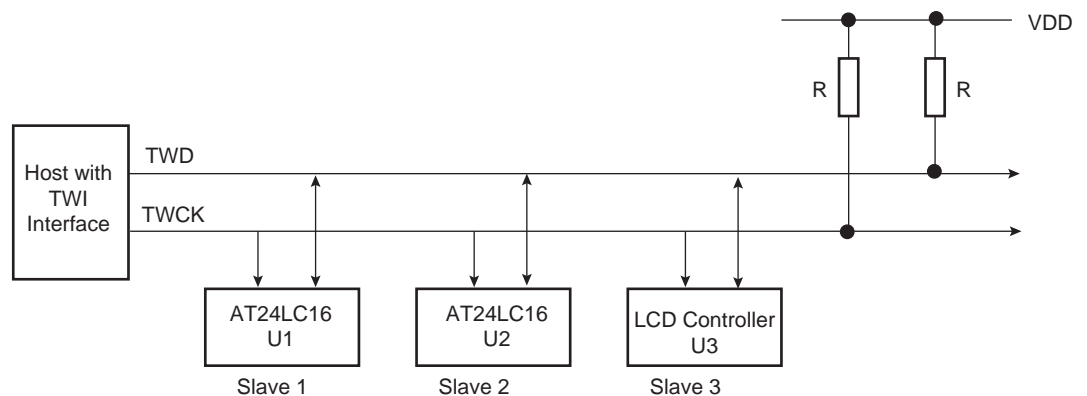 VDD
R
R
Host with
TWI
Interface
TWD
TWCK
AT24LC16
U1
AT24LC16
U2
LCD Controller
U3
Slave 1
Slave 2
Slave 3